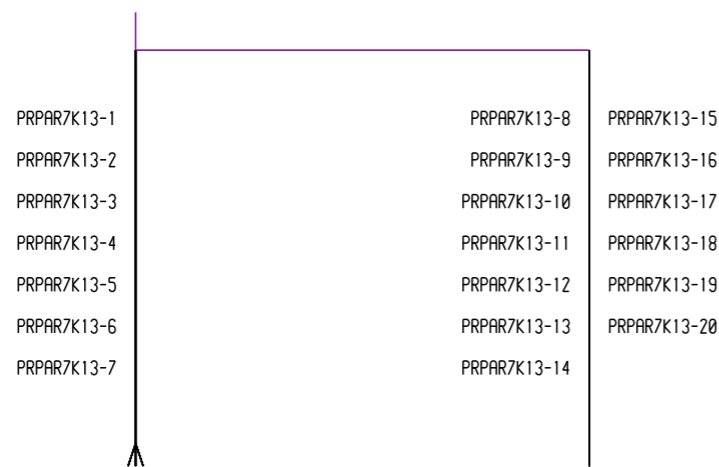 PRPAR7K13-1
PRPAR7K13-2
PRPAR7K13-3
PRPAR7K13-4
PRPAR7K13-5
PRPAR7K13-6
PRPAR7K13-7
PRPAR7K13-8
PRPAR7K13-9
PRPAR7K13-10
PRPAR7K13-11
PRPAR7K13-12
PRPAR7K13-13
PRPAR7K13-14
PRPAR7K13-15
PRPAR7K13-16
PRPAR7K13-17
PRPAR7K13-18
PRPAR7K13-19
PRPAR7K13-20